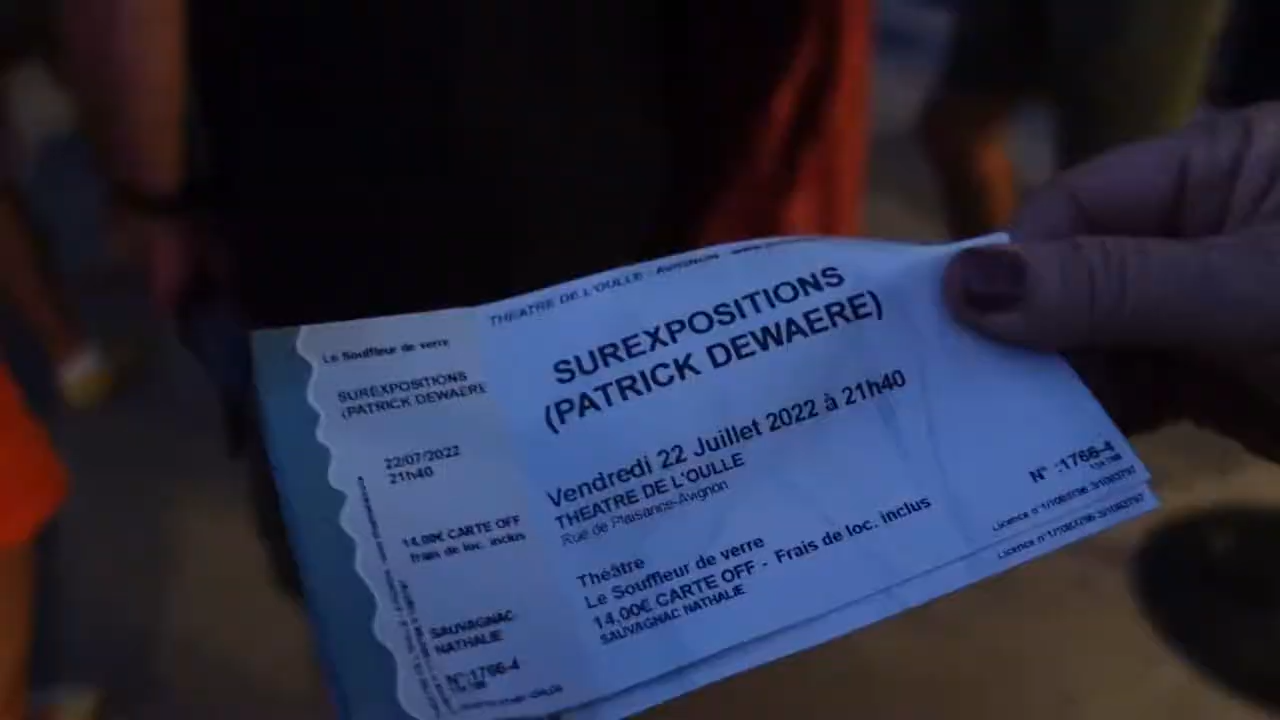 Le Souffleur de verre
SUREXPOSITIONS
(PATRICK DEWAERE
22/07/2022
21h40
14,00€ CARTE OFF
frais de loc. inclus
SAUVAGNAC
NATHALIE
N°:1766-4
THEATRE DE L'OULLE - AVIGNON
SUREXPOSITIONS
(PATRICK DEWAERE)
Vendredi 22 Juillet 2022 à 21h40
THEATRE DE L'OULLE
Rue de Plaisance-Avignon
Théâtre
Le Souffleur de verre
14,00€ CARTE OFF - Frais de loc. inclus
SAUVAGNAC NATHALIE
N° :1766-4
Licence n°
Licence n°